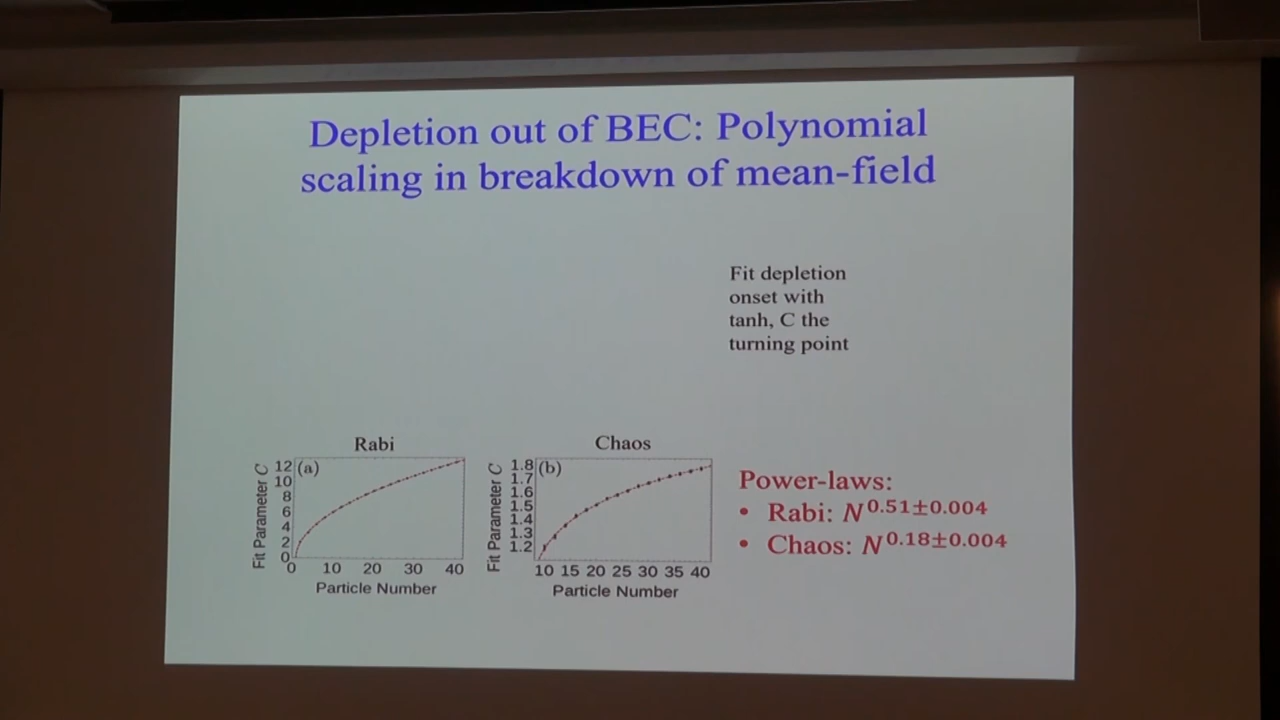 Depletion out of BEC: Polynomial
scaling in breakdown of mean-field
Fit depletion
onset with
tanh, C the
turning point
Rabi
Fit Parameter C
12
10
8
6
4
2
0
(a)
0 10 20 30 40
Particle Number
Chaos
Fit Parameter C
1.8
1.7
1.6
1.5
1.4
1.3
1.2
(b)
10 15 20 25 30 35 40
Particle Number
Power-laws:
• Rabi: N^0.51±0.004
• Chaos: N^0.18±0.004